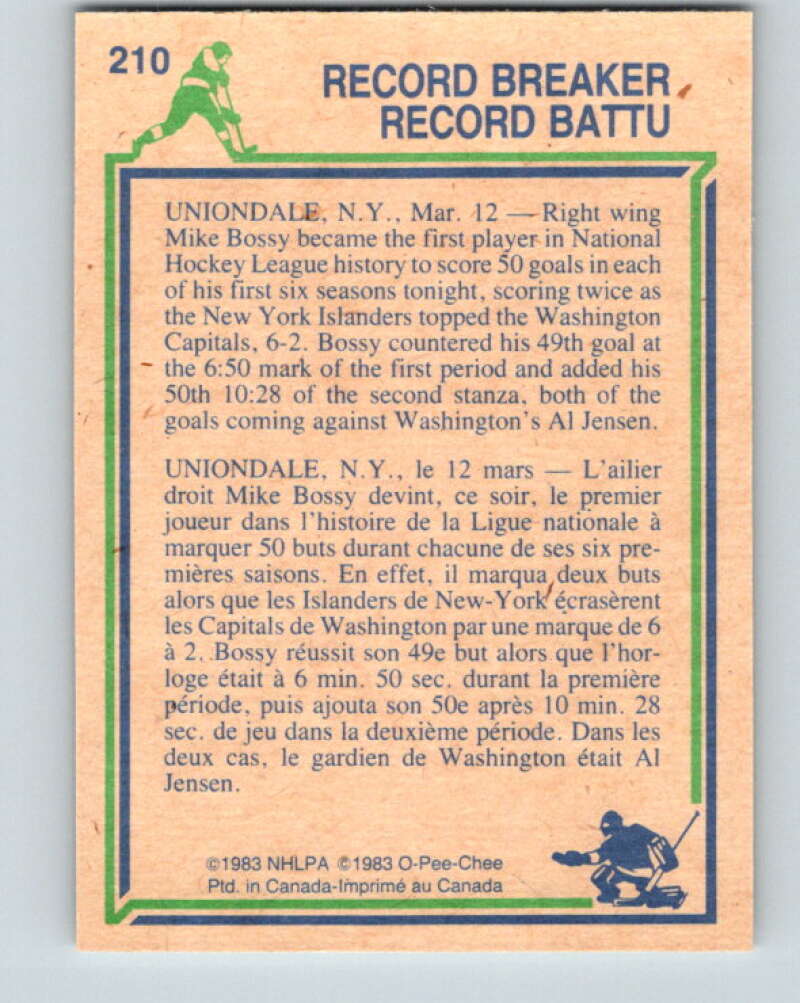 210
RECORD BREAKER
RECORD BATTU
UNIONDALE, N.Y., Mar. 12 — Right wing
Mike Bossy became the first player in National
Hockey League history to score 50 goals in each
of his first six seasons tonight, scoring twice as
the New York Islanders topped the Washington
Capitals, 6-2. Bossy countered his 49th goal at
the 6:50 mark of the first period and added his
50th 10:28 of the second stanza, both of the
goals coming against Washington's Al Jensen.
UNIONDALE, N.Y., le 12 mars — L'ailier
droit Mike Bossy devint, ce soir, le premier
joueur dans l'histoire de la Ligue nationale à
marquer 50 buts durant chacune de ses six pre-
mières saisons. En effet, il marqua deux buts
alors que les Islanders de New-York écrasèrent
les Capitals de Washington par une marque de 6
à 2. Bossy réussit son 49e but alors que l'hor-
loge était à 6 min. 50 sec. durant la première
période, puis ajouta son 50e après 10 min. 28
sec. de jeu dans la deuxième période. Dans les
deux cas, le gardien de Washington était Al
Jensen.
©1983 NHLPA ©1983 O-Pee-Chee
Ptd. in Canada-Imprimé au Canada